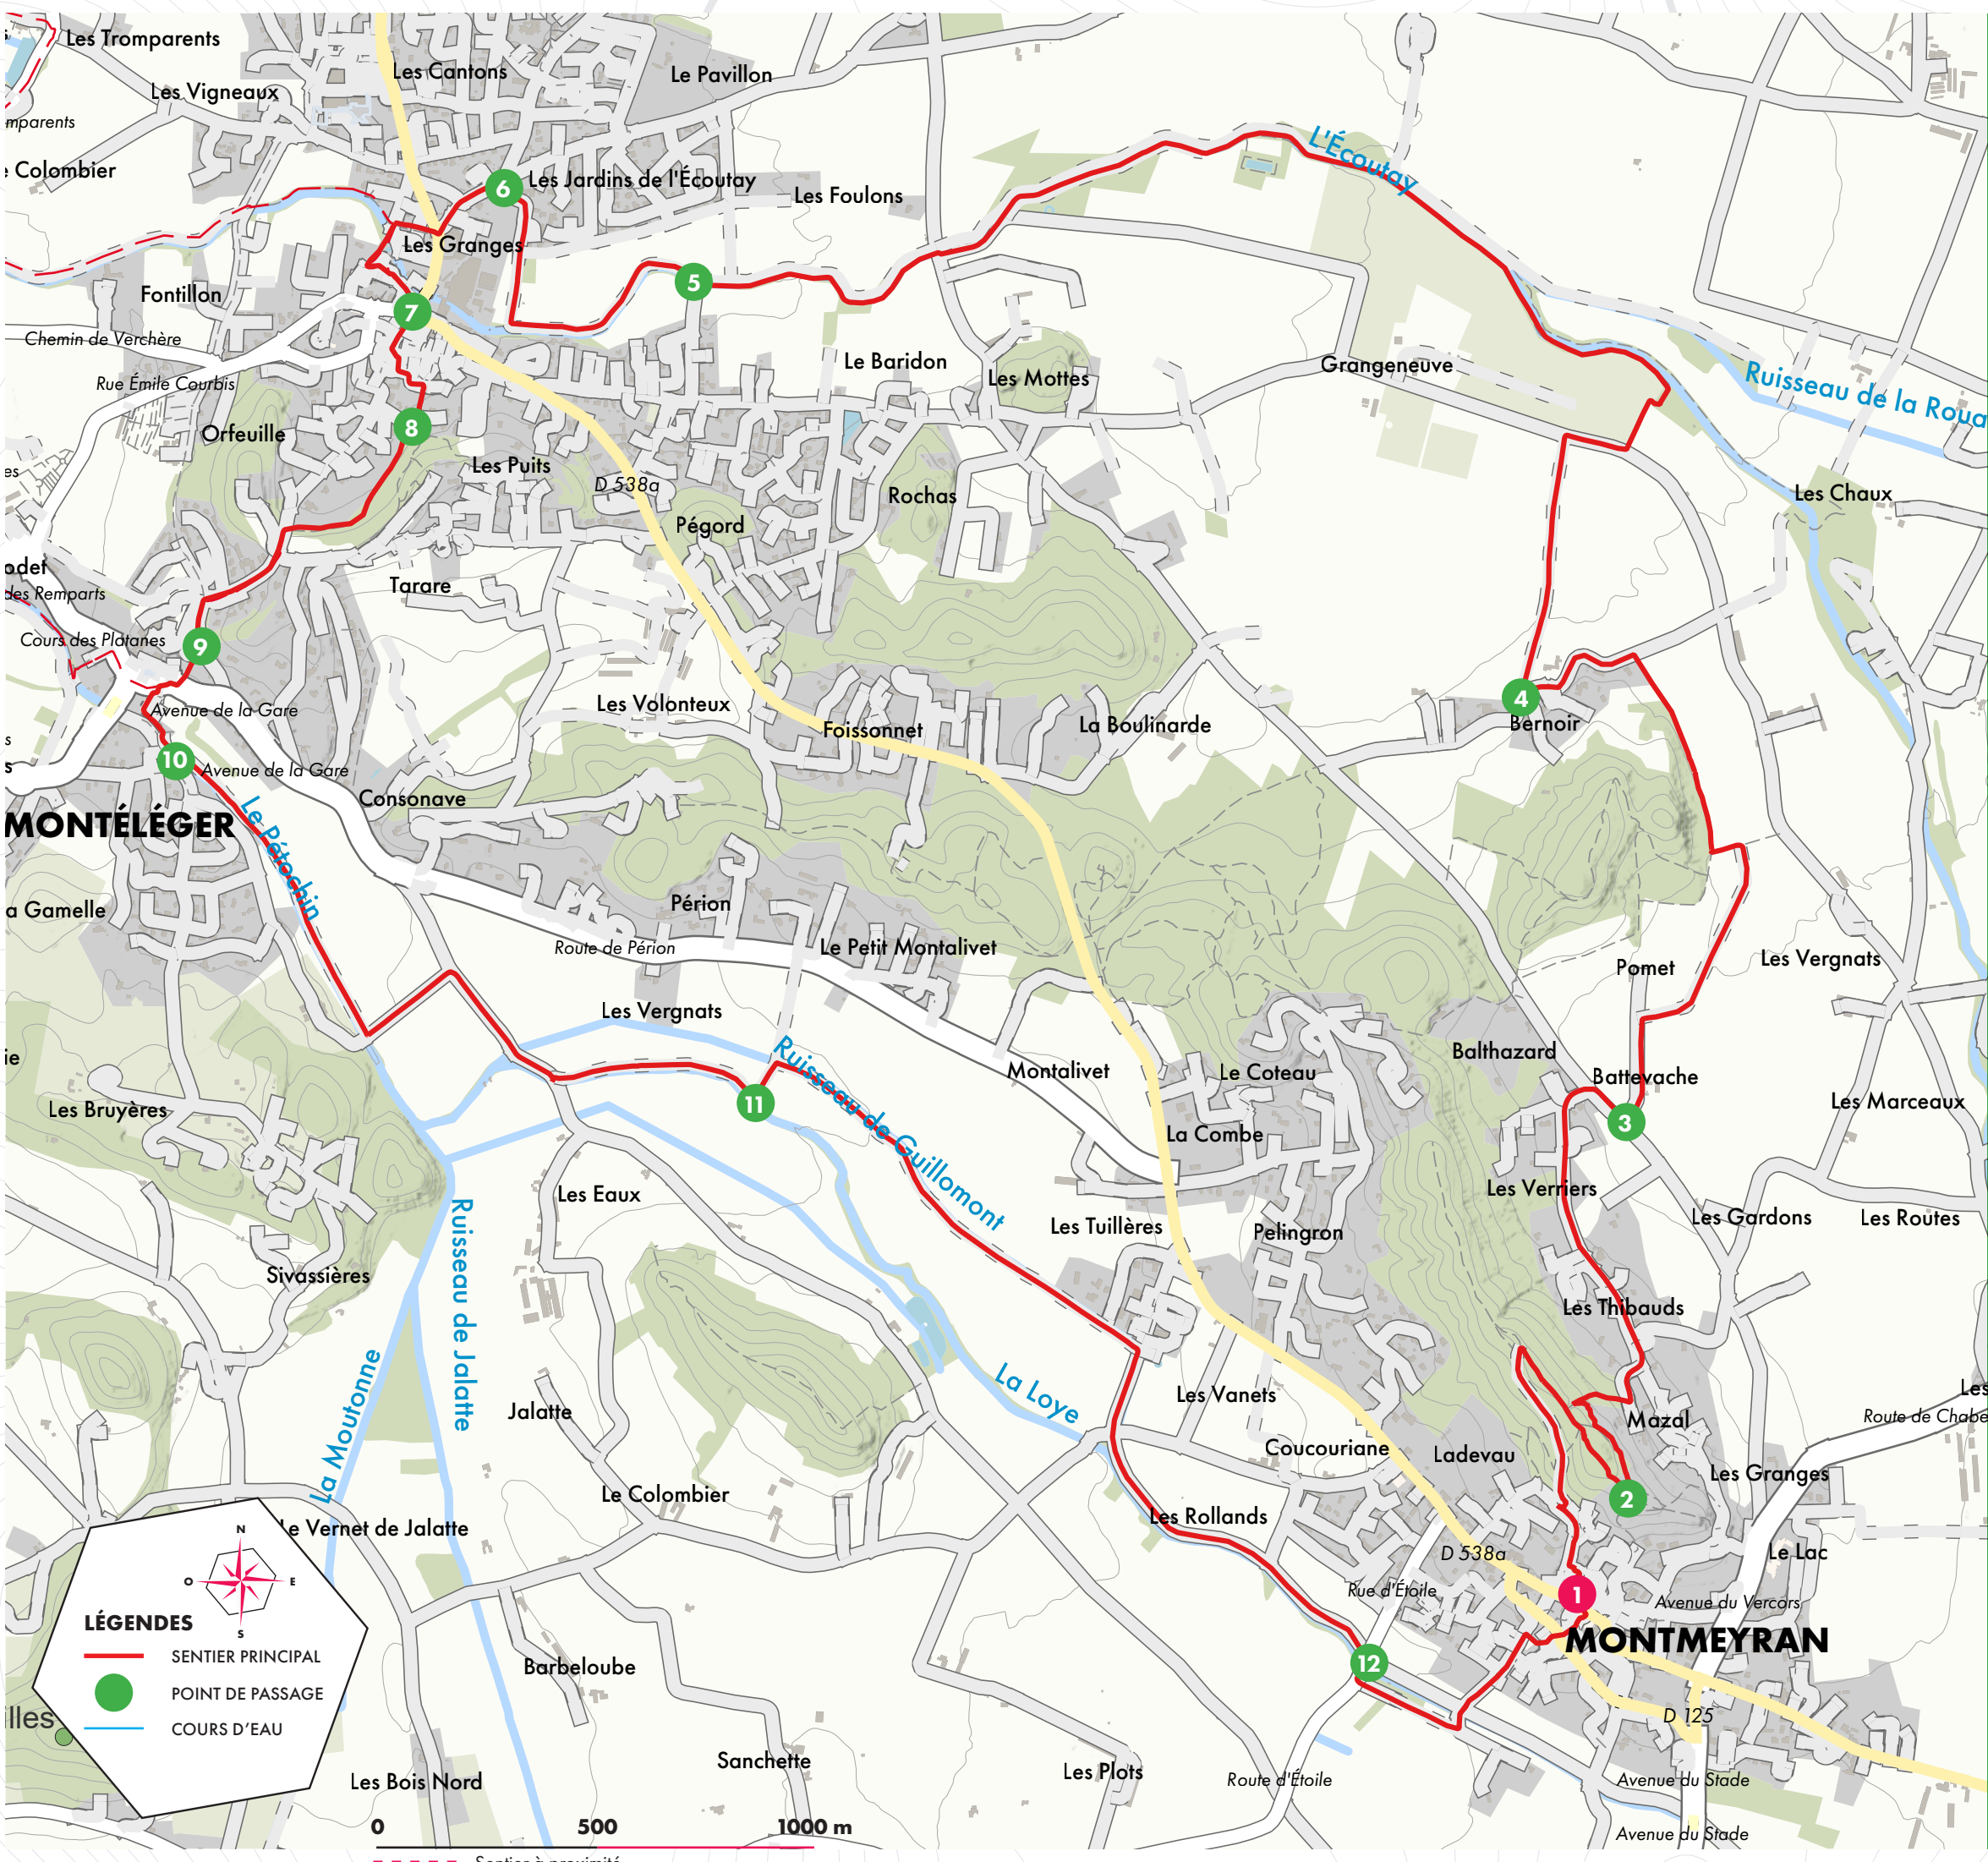 Les Tromparents
Les Cantons
Le Pavillon
Les Vigneaux
mparents
L'Écoutay
Colombier
6
Les Jardins de l'Écoutay
Les Foulons
Les Granges
5
Fontillon
7
Chemin de Verchère
Le Baridon
Les Mottes
Grangeneuve
Ruisseau de la Roua
Rue Émile Courbis
8
Orfeuille
Les Puits
D 538a
Rochas
Les Chaux
Pégord
odet
Tarare
des Remparts
Cours des Platanes
9
4
Avenue de la Gare
Les Volonteux
Foissonnet
La Boulinarde
Bernoir
10
Avenue de la Gare
Consonave
MONTÉLÉGER
Le Pétochin
a Gamelle
Périon
Route de Périon
Le Petit Montalivet
Pomet
Les Vergnats
Les Vergnats
Ruisseau de Guillomont
Montalivet
Le Coteau
Balthazard
Battevache
ie
Les Bruyères
11
3
Les Marceaux
La Combe
Les Eaux
Les Verriers
Les Tuillères
Pelingron
Les Gardons
Les Routes
Sivassières
Ruisseau de Jalatte
Les Thibauds
La Moutonne
La Loye
Jalatte
Les Vanets
Mazal
Les
Route de Chabe
Coucouriane
Ladevau
Les Granges
Le Colombier
2
Les Rollands
Le Vernet de Jalatte
D 538a
Le Lac
Rue d'Étoile
1
Avenue du Vercors
MONTMEYRAN
12
Barbeloube
D 125
Sanchette
Les Plots
Route d'Étoile
Les Bois Nord
Avenue du Stade
Avenue du Stade
N
O
E
S
LÉGENDES
SENTIER PRINCIPAL
POINT DE PASSAGE
COURS D'EAU
lles
0 500 1000 m
Sentier à proximité